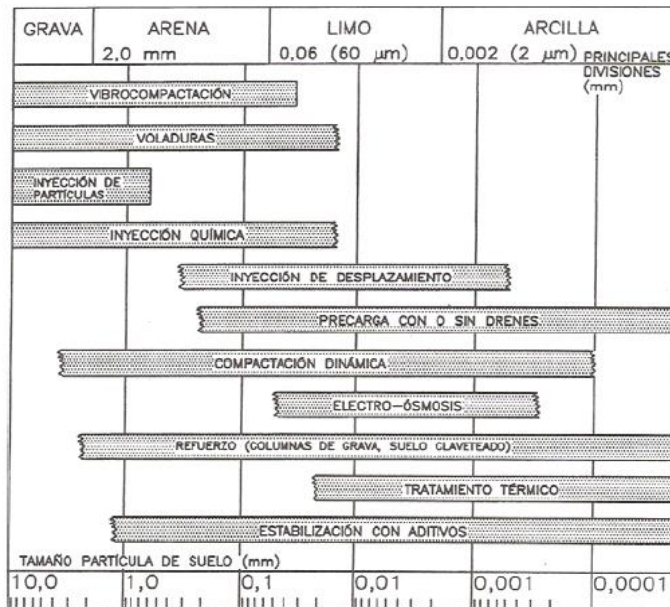 GRAVA ARENA LIMO ARCILLA
2,0 mm 0,06 (60 μm) 0,002 (2 μm) PRINCIPALES
DIVISIONES
(mm)
VIBROCOMPACTACIÓN
VOLADURAS
INYECCIÓN DE
PARTÍCULAS
INYECCIÓN QUÍMICA
INYECCIÓN DE DESPLAZAMIENTO
PRECARGA CON O SIN DRENES
COMPACTACIÓN DINÁMICA
ELECTRO-ÓSMOSIS
REFUERZO (COLUMNAS DE GRAVA, SUELO CLAVETEADO)
TRATAMIENTO TÉRMICO
ESTABILIZACIÓN CON ADITIVOS
TAMAÑO PARTÍCULA DE SUELO (mm)
10,0 1,0 0,1 0,01 0,001 0,0001